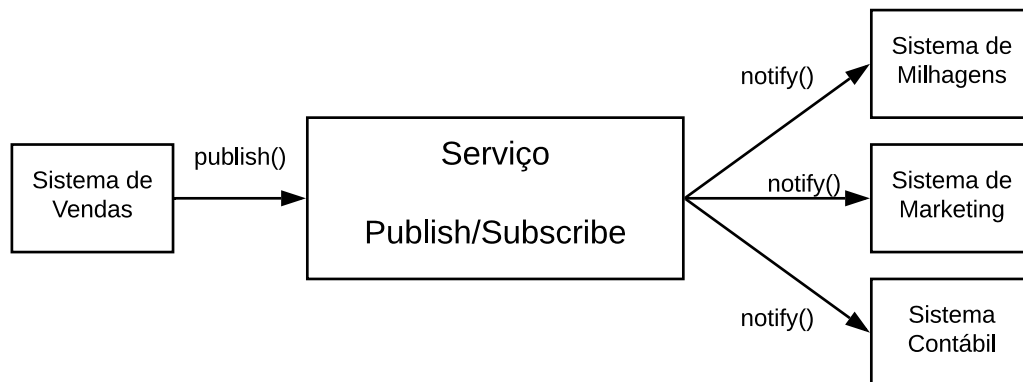 Sistema de
Vendas
publish()
Serviço
Publish/Subscribe
notify()
Sistema de
Milhagens
notify()
Sistema de
Marketing
notify()
Sistema
Contábil